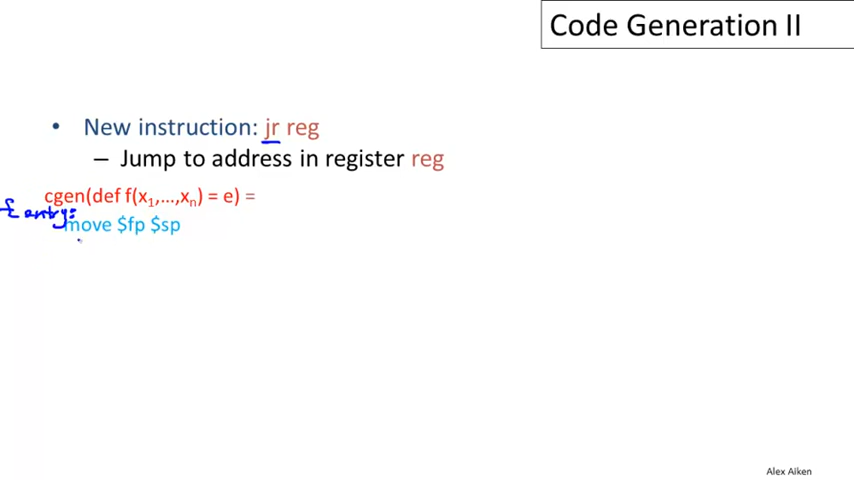 Code Generation II
• New instruction: jr reg
– Jump to address in register reg
cgen(def f(x1,...,xn) = e) =
f entry:
move $fp $sp
Alex Aiken